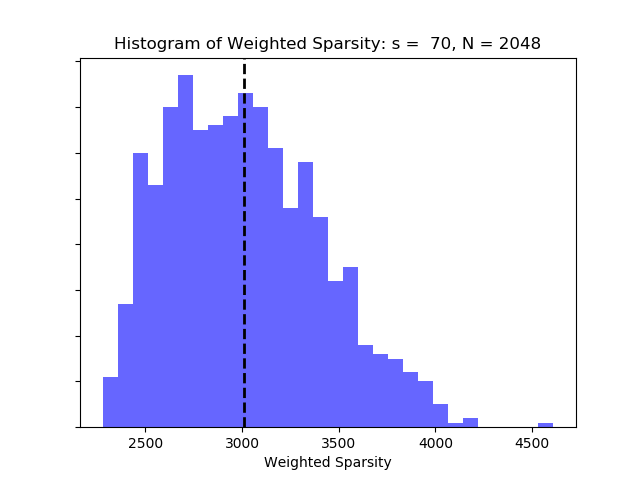 Histogram of Weighted Sparsity: s =  70, N = 2048
2500 3000 3500 4000 4500
Weighted Sparsity